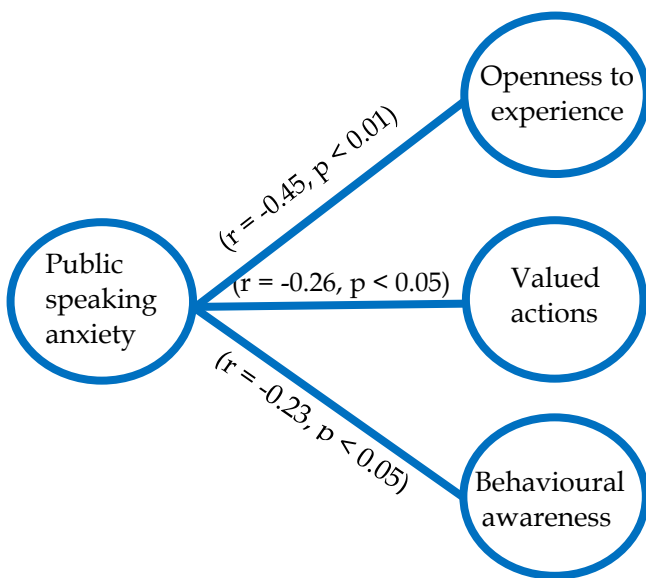 Openness to
experience
(r = -0.45, p < 0.01)
Public
speaking
anxiety
(r = -0.26, p < 0.05)
Valued
actions
(r = -0.23, p < 0.05)
Behavioural
awareness